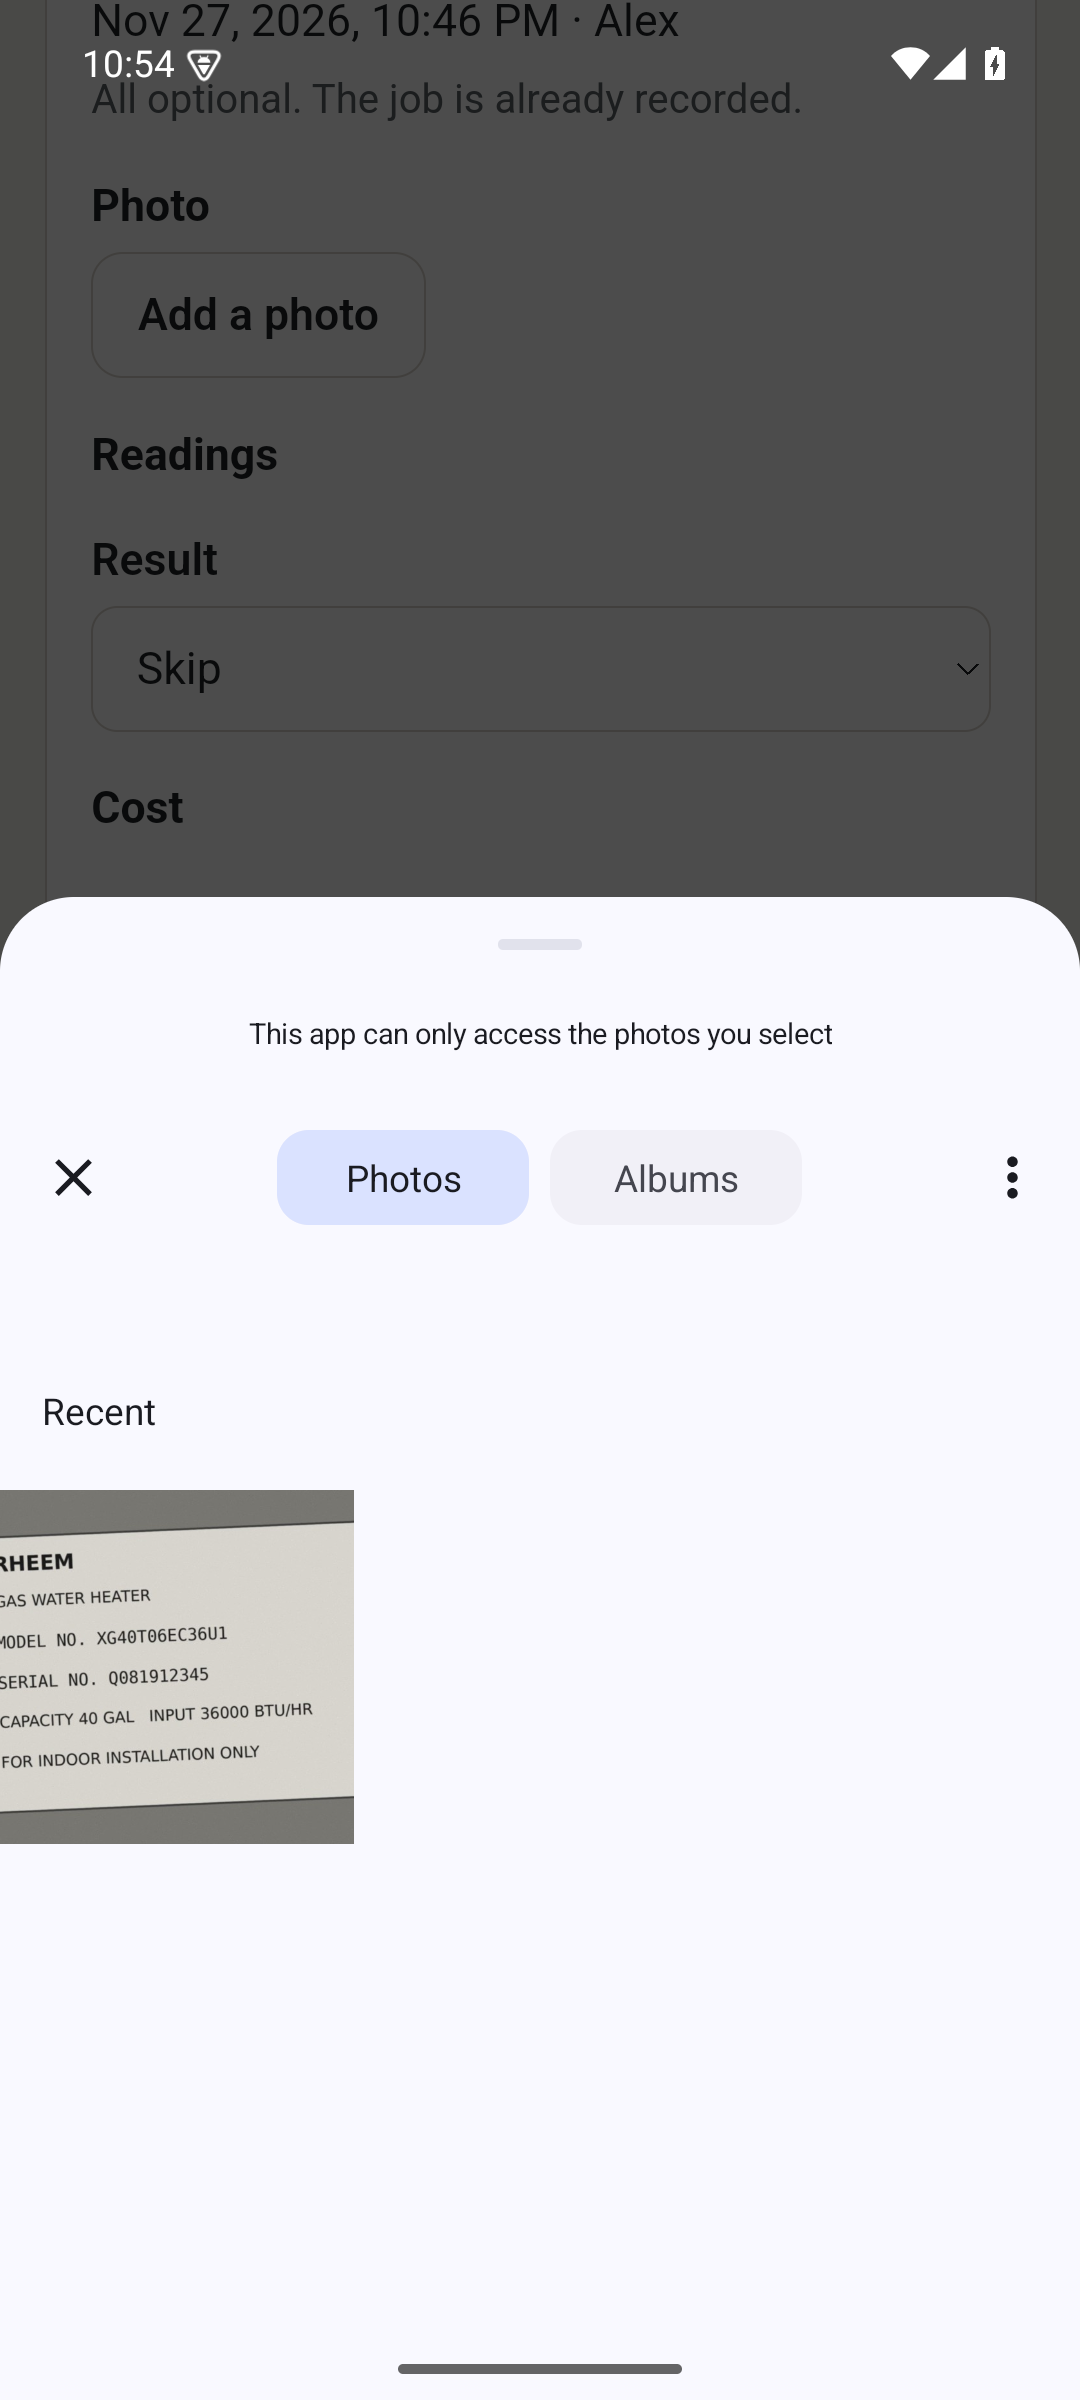 Nov 27, 2026, 10:46 PM · Alex
10:54
All optional. The job is already recorded.
Photo
Add a photo
Readings
Result
Skip
Cost
This app can only access the photos you select
Photos
Albums
Recent
RHEEM
GAS WATER HEATER
MODEL NO. XG40T06EC36U1
SERIAL NO. Q081912345
CAPACITY 40 GAL INPUT 36000 BTU/HR
FOR INDOOR INSTALLATION ONLY